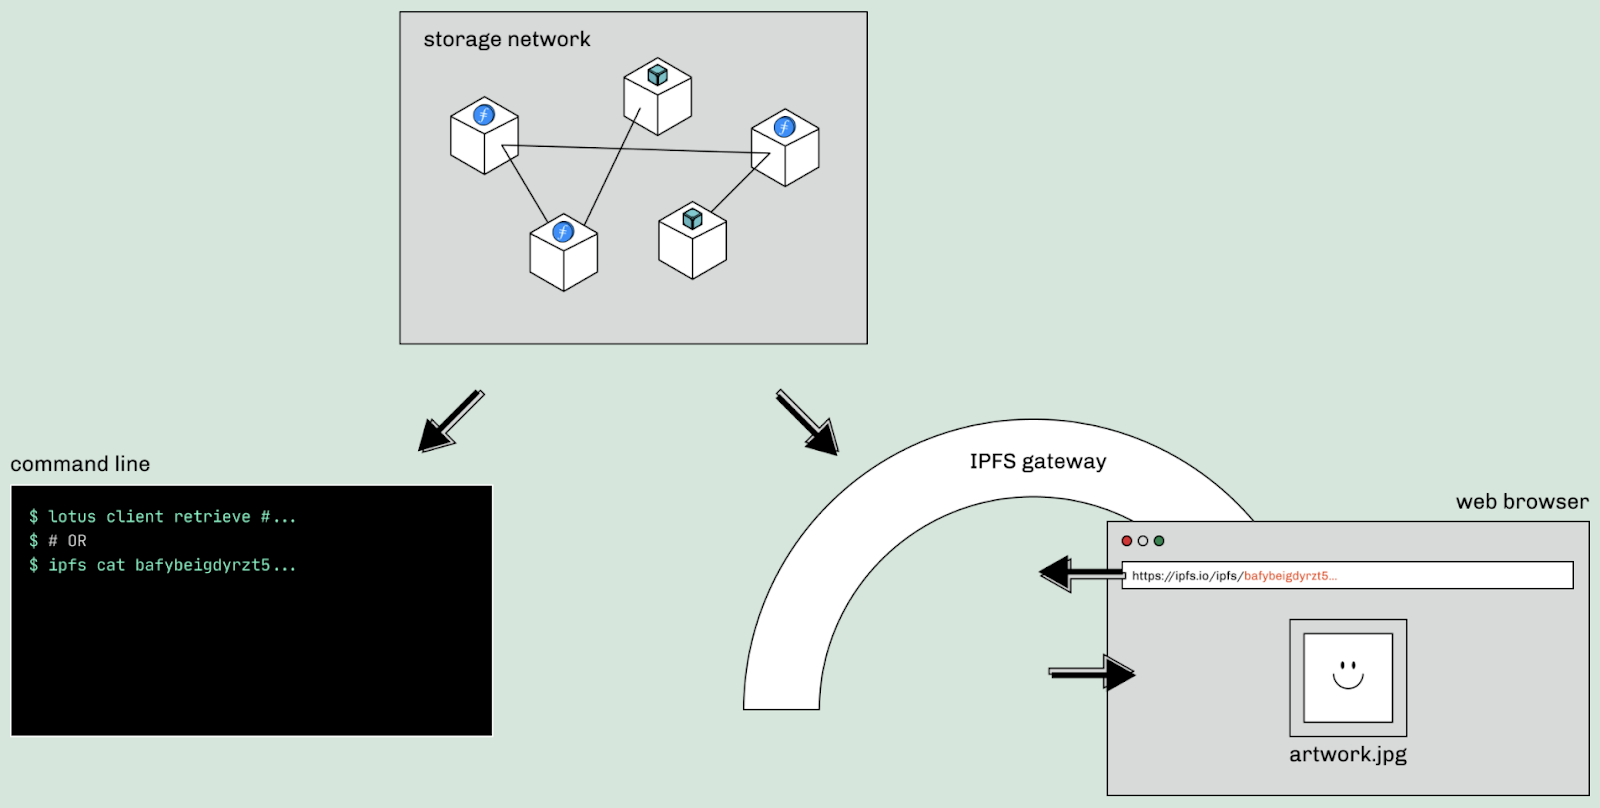 storage network
command line
$ lotus client retrieve #...
$ # OR
$ ipfs cat bafybeigdyrzt5...
IPFS gateway
web browser
https://ipfs.io/ipfs/bafybeigdyrzt5...
artwork.jpg